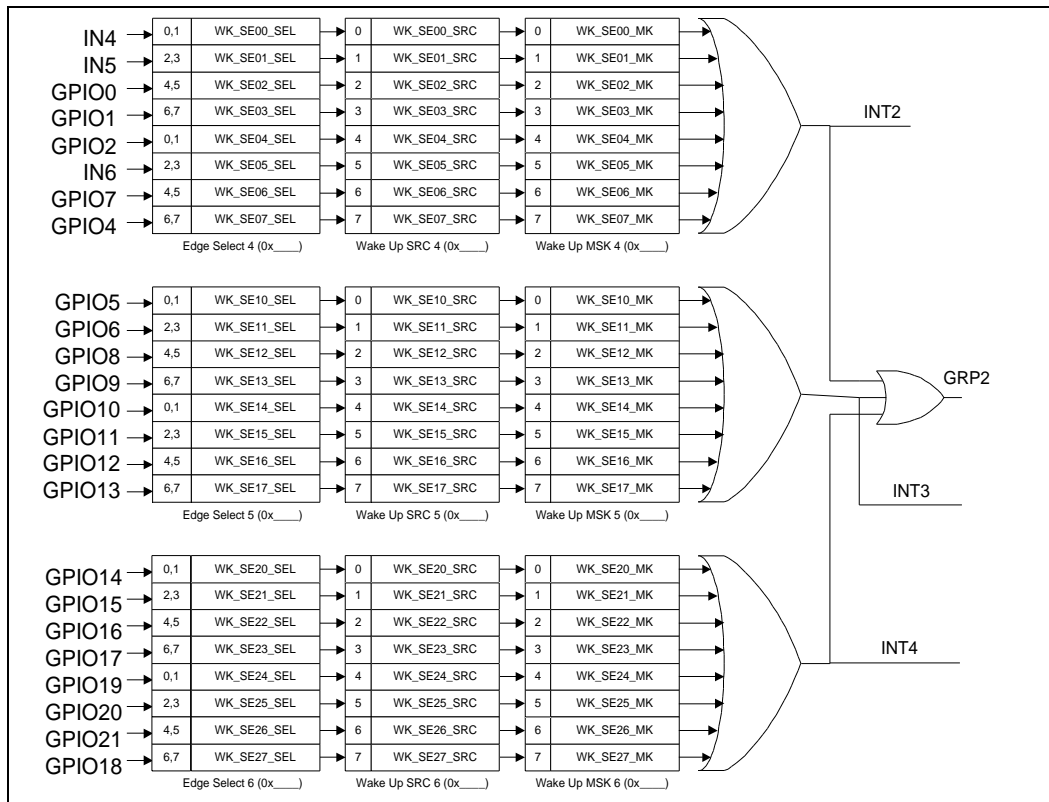 IN4 0,1 WK_SE00_SEL 0 WK_SE00_SRC 0 WK_SE00_MK
IN5 2,3 WK_SE01_SEL 1 WK_SE01_SRC 1 WK_SE01_MK
GPIO0 4,5 WK_SE02_SEL 2 WK_SE02_SRC 2 WK_SE02_MK
GPIO1 6,7 WK_SE03_SEL 3 WK_SE03_SRC 3 WK_SE03_MK
INT2
GPIO2 0,1 WK_SE04_SEL 4 WK_SE04_SRC 4 WK_SE04_MK
IN6 2,3 WK_SE05_SEL 5 WK_SE05_SRC 5 WK_SE05_MK
GPIO7 4,5 WK_SE06_SEL 6 WK_SE06_SRC 6 WK_SE06_MK
GPIO4 6,7 WK_SE07_SEL 7 WK_SE07_SRC 7 WK_SE07_MK
Edge Select 4 (0x____) Wake Up SRC 4 (0x____) Wake Up MSK 4 (0x____)
GPIO5 0,1 WK_SE10_SEL 0 WK_SE10_SRC 0 WK_SE10_MK
GPIO6 2,3 WK_SE11_SEL 1 WK_SE11_SRC 1 WK_SE11_MK
GPIO8 4,5 WK_SE12_SEL 2 WK_SE12_SRC 2 WK_SE12_MK
GPIO9 6,7 WK_SE13_SEL 3 WK_SE13_SRC 3 WK_SE13_MK
GRP2
GPIO10 0,1 WK_SE14_SEL 4 WK_SE14_SRC 4 WK_SE14_MK
GPIO11 2,3 WK_SE15_SEL 5 WK_SE15_SRC 5 WK_SE15_MK
GPIO12 4,5 WK_SE16_SEL 6 WK_SE16_SRC 6 WK_SE16_MK
GPIO13 6,7 WK_SE17_SEL 7 WK_SE17_SRC 7 WK_SE17_MK
INT3
Edge Select 5 (0x____) Wake Up SRC 5 (0x____) Wake Up MSK 5 (0x____)
GPIO14 0,1 WK_SE20_SEL 0 WK_SE20_SRC 0 WK_SE20_MK
GPIO15 2,3 WK_SE21_SEL 1 WK_SE21_SRC 1 WK_SE21_MK
GPIO16 4,5 WK_SE22_SEL 2 WK_SE22_SRC 2 WK_SE22_MK
GPIO17 6,7 WK_SE23_SEL 3 WK_SE23_SRC 3 WK_SE23_MK
INT4
GPIO19 0,1 WK_SE24_SEL 4 WK_SE24_SRC 4 WK_SE24_MK
GPIO20 2,3 WK_SE25_SEL 5 WK_SE25_SRC 5 WK_SE25_MK
GPIO21 4,5 WK_SE26_SEL 6 WK_SE26_SRC 6 WK_SE26_MK
GPIO18 6,7 WK_SE27_SEL 7 WK_SE27_SRC 7 WK_SE27_MK
Edge Select 6 (0x____) Wake Up SRC 6 (0x____) Wake Up MSK 6 (0x____)